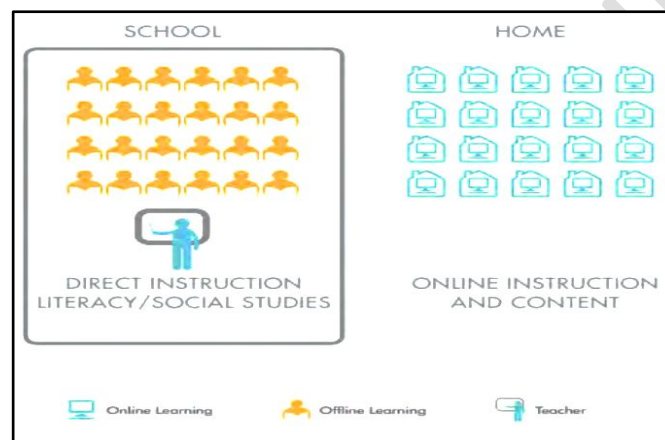 SCHOOL
HOME
DIRECT INSTRUCTION
LITERACY/SOCIAL STUDIES
ONLINE INSTRUCTION
AND CONTENT
Online Learning
Offline Learning
Teacher